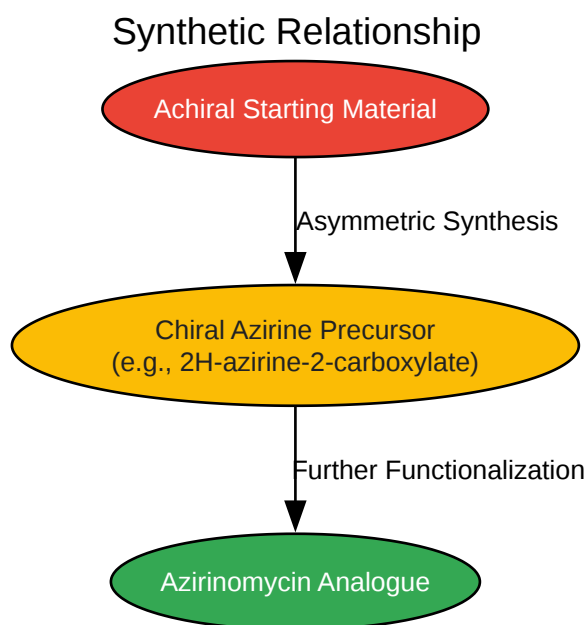 Synthetic Relationship
Achiral Starting Material
Asymmetric Synthesis
Chiral Azirine Precursor
(e.g., 2H-azirine-2-carboxylate)
Further Functionalization
Azirinomycin Analogue